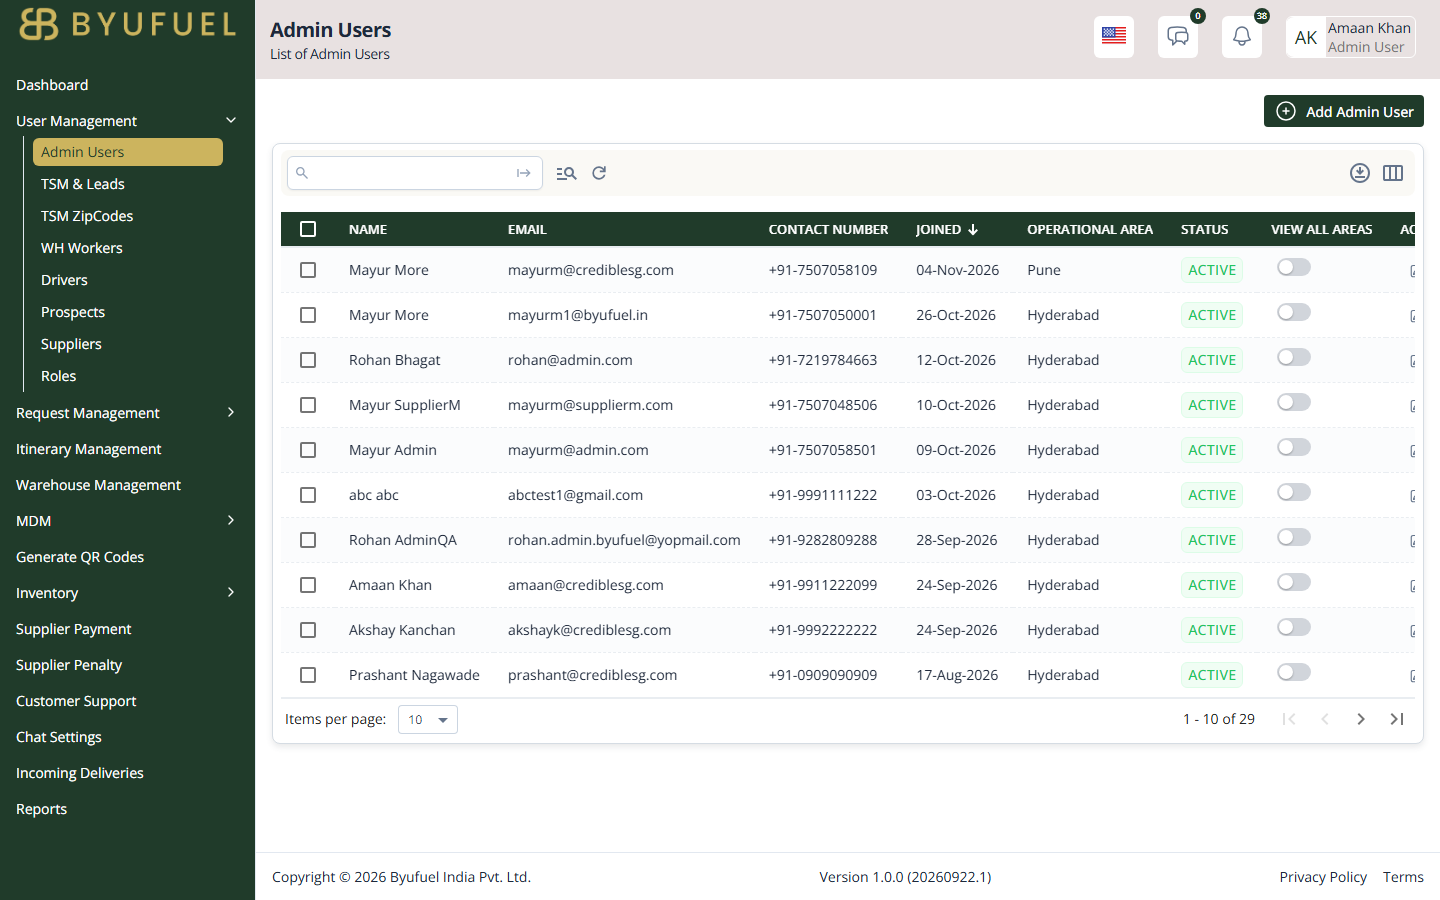 BYUFUEL
Dashboard
User Management
Admin Users
TSM & Leads
TSM ZipCodes
WH Workers
Drivers
Prospects
Suppliers
Roles
Request Management
Itinerary Management
Warehouse Management
MDM
Generate QR Codes
Inventory
Supplier Payment
Supplier Penalty
Customer Support
Chat Settings
Incoming Deliveries
Reports
Admin Users
List of Admin Users
0
38
AK
Amaan Khan
Admin User
Add Admin User
NAME EMAIL CONTACT NUMBER JOINED OPERATIONAL AREA STATUS VIEW ALL AREAS
Mayur More mayurm@crediblesg.com +91-7507058109 04-Nov-2026 Pune ACTIVE
Mayur More mayurm1@byufuel.in +91-7507050001 26-Oct-2026 Hyderabad ACTIVE
Rohan Bhagat rohan@admin.com +91-7219784663 12-Oct-2026 Hyderabad ACTIVE
Mayur SupplierM mayurm@supplierm.com +91-7507048506 10-Oct-2026 Hyderabad ACTIVE
Mayur Admin mayurm@admin.com +91-7507058501 09-Oct-2026 Hyderabad ACTIVE
abc abc abctest1@gmail.com +91-9991111222 03-Oct-2026 Hyderabad ACTIVE
Rohan AdminQA rohan.admin.byufuel@yopmail.com +91-9282809288 28-Sep-2026 Hyderabad ACTIVE
Amaan Khan amaan@crediblesg.com +91-9911222099 24-Sep-2026 Hyderabad ACTIVE
Akshay Kanchan akshayk@crediblesg.com +91-9992222222 24-Sep-2026 Hyderabad ACTIVE
Prashant Nagawade prashant@crediblesg.com +91-0909090909 17-Aug-2026 Hyderabad ACTIVE
Items per page: 10 1 - 10 of 29
Copyright © 2026 Byufuel India Pvt. Ltd. Version 1.0.0 (20260922.1) Privacy Policy Terms